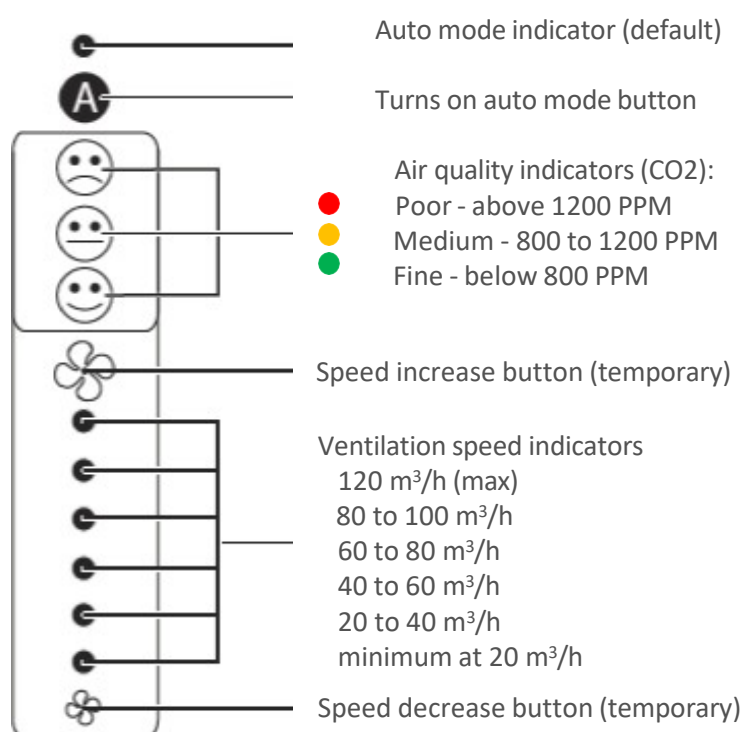 Auto mode indicator (default)
A
Turns on auto mode button
Air quality indicators (CO2):
Poor - above 1200 PPM
Medium - 800 to 1200 PPM
Fine - below 800 PPM
Speed increase button (temporary)
Ventilation speed indicators
120 m³/h (max)
80 to 100 m³/h
60 to 80 m³/h
40 to 60 m³/h
20 to 40 m³/h
minimum at 20 m³/h
Speed decrease button (temporary)